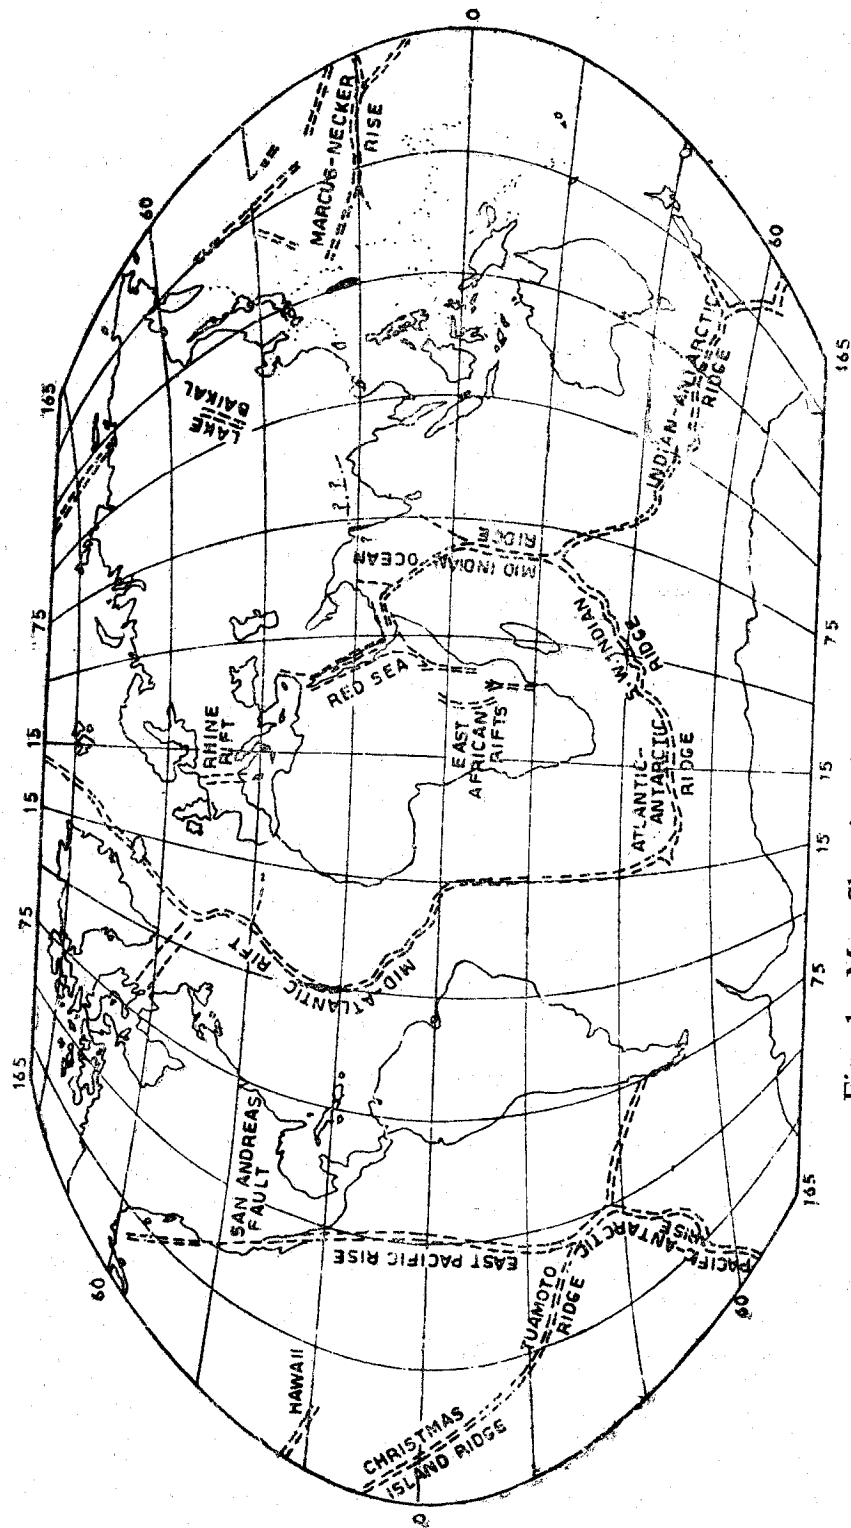 0
60
MARCUS-NECKER
RISE
165
LAKE
BAIKAL
60
165
INDIAN-ANTARCTIC
RIDGE
? ?
MID INDIAN OCEAN
RIDGE
75
75
S.W INDIAN
RIDGE
RED SEA
RHINE
RIFT
EAST
AFRICAN
RIFTS
ATLANTIC-
ANTARCTIC
RIDGE
15
15
15
15
MID-ATLANTIC RIFT
75
75
165
165
SAN ANDREAS
FAULT
EAST PACIFIC RISE
PACIFIC-ANTARCTIC
RISE
60
60
TUAMOTO
RIDGE
HAWAII
CHRISTMAS
ISLAND RIDGE
0